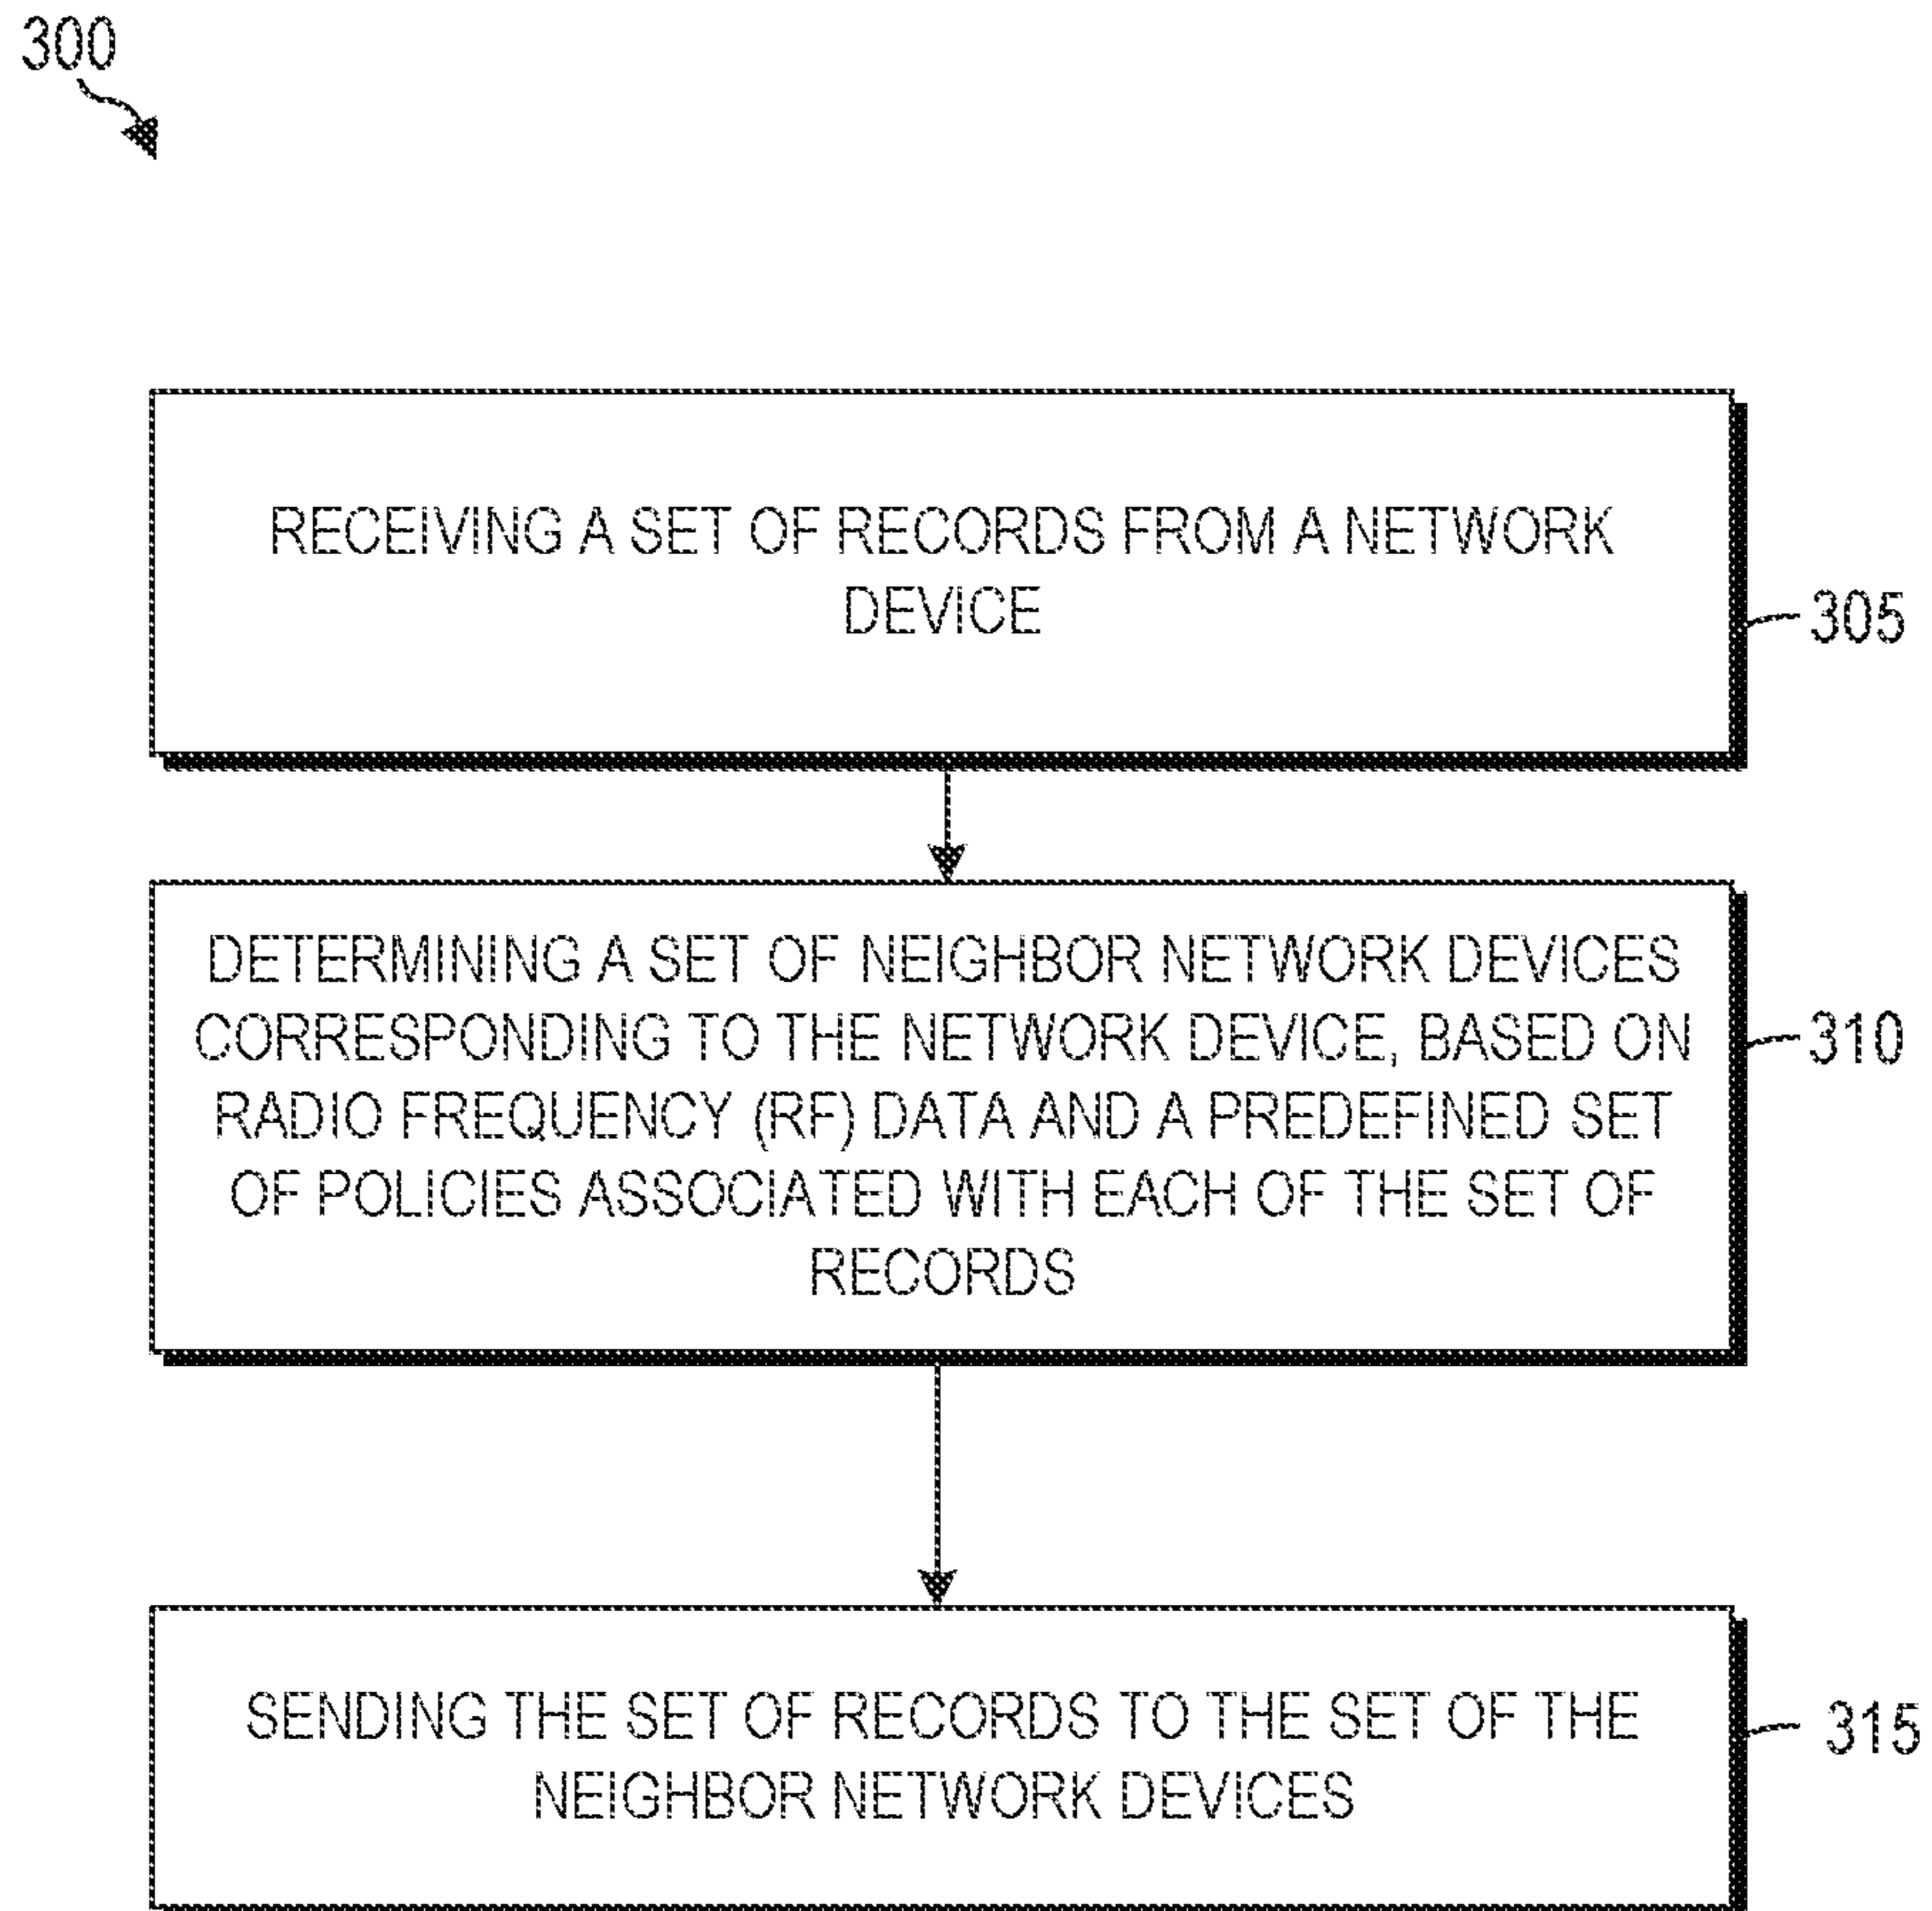 300
RECEIVING A SET OF RECORDS FROM A NETWORK
DEVICE
305
DETERMINING A SET OF NEIGHBOR NETWORK DEVICES
CORRESPONDING TO THE NETWORK DEVICE, BASED ON
RADIO FREQUENCY (RF) DATA AND A PREDEFINED SET
OF POLICIES ASSOCIATED WITH EACH OF THE SET OF
RECORDS
310
SENDING THE SET OF RECORDS TO THE SET OF THE
NEIGHBOR NETWORK DEVICES
315